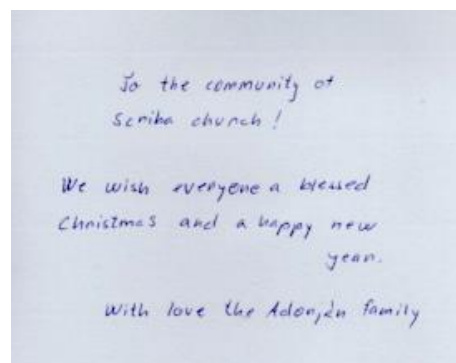 To the community of
Scriba church!
We wish everyone a blessed
Christmas and a happy new
year.
With love the Adorján family